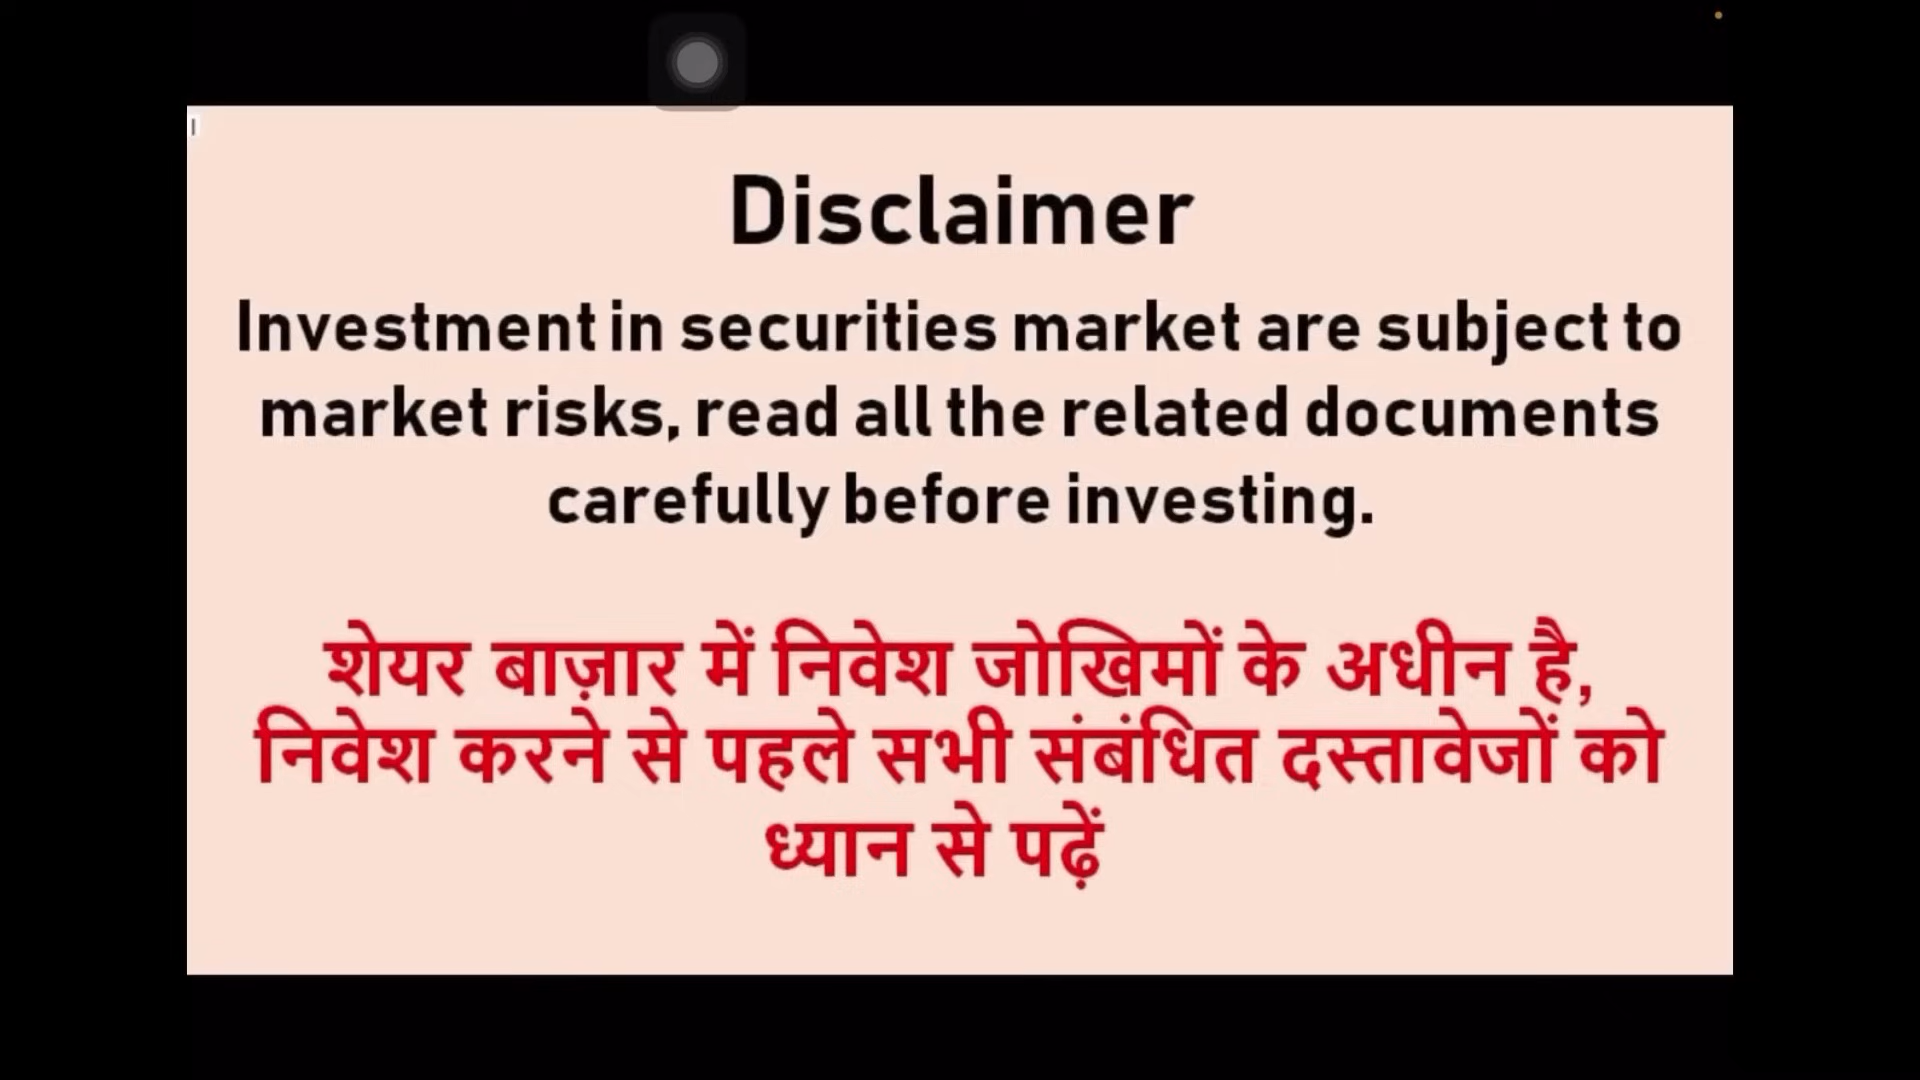 Disclaimer
Investment in securities market are subject to
market risks, read all the related documents
carefully before investing.
शेयर बाज़ार में निवेश जोखिमों के अधीन है,
निवेश करने से पहले सभी संबंधित दस्तावेजों को
ध्यान से पढ़ें